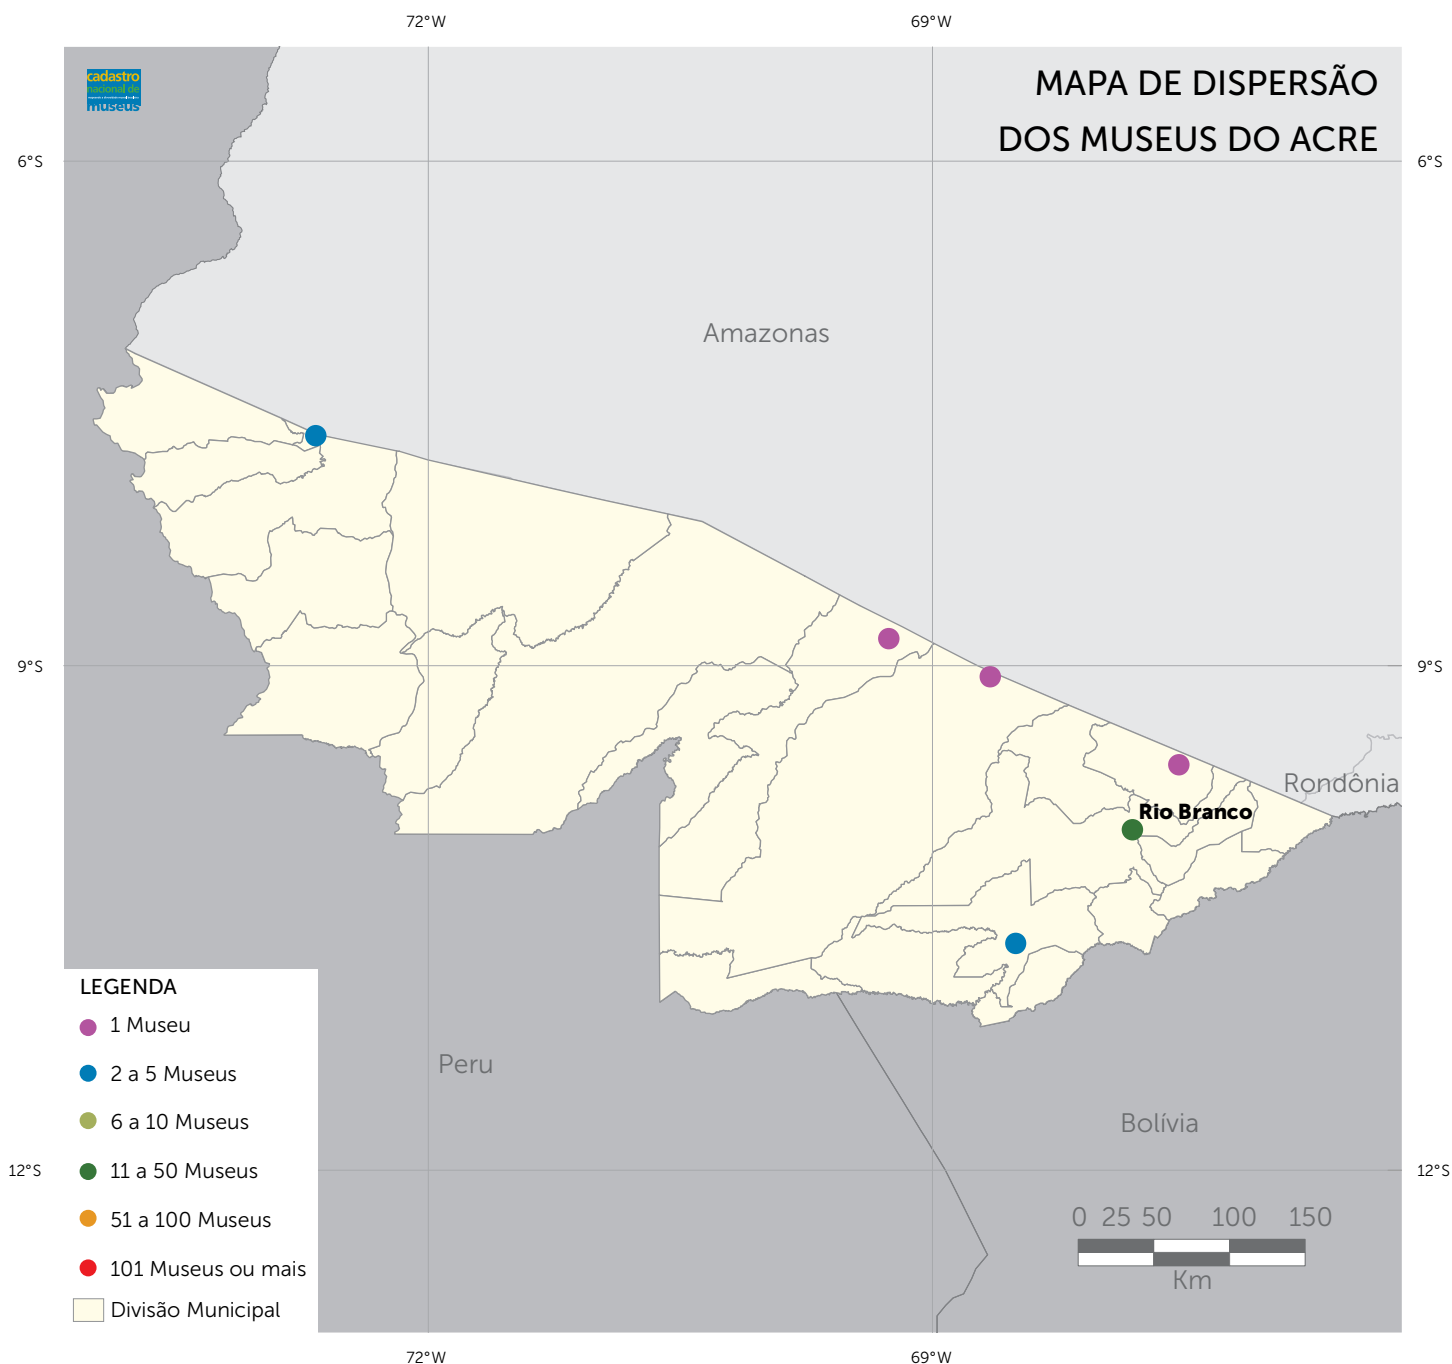 72°W
69°W
cadastro
nacional de
museus
MAPA DE DISPERSÃO
DOS MUSEUS DO ACRE
6°S
6°S
Amazonas
9°S
9°S
Rondônia
Rio Branco
LEGENDA
1 Museu
2 a 5 Museus
6 a 10 Museus
11 a 50 Museus
51 a 100 Museus
101 Museus ou mais
Divisão Municipal
Peru
Bolívia
12°S
12°S
0 25 50 100 150
Km
72°W
69°W